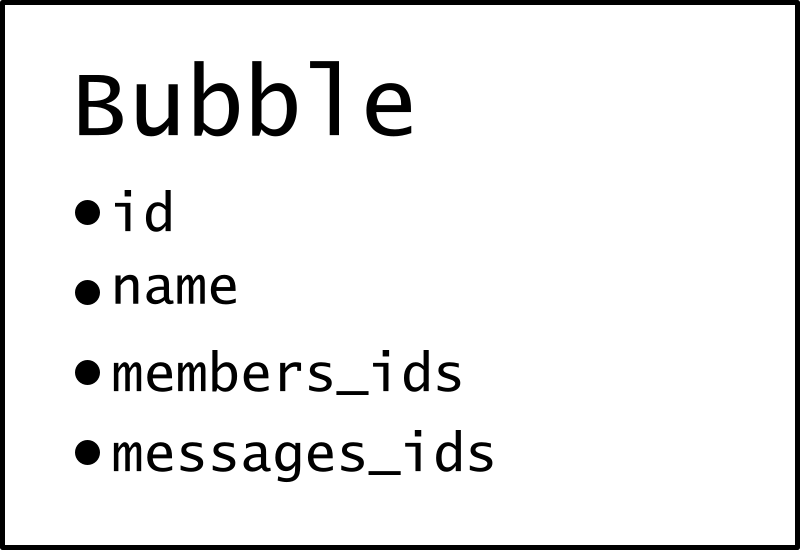 Bubble
• id
• name
• members_ids
• messages_ids